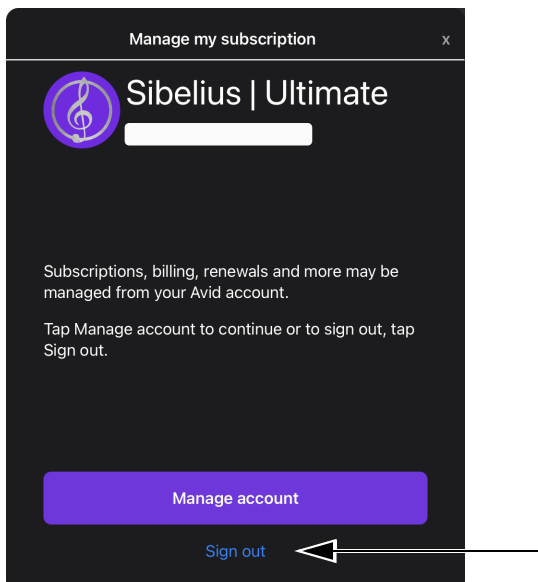 Manage my subscription x
Sibelius | Ultimate
Subscriptions, billing, renewals and more may be
managed from your Avid account.
Tap Manage account to continue or to sign out, tap
Sign out.
Manage account
Sign out